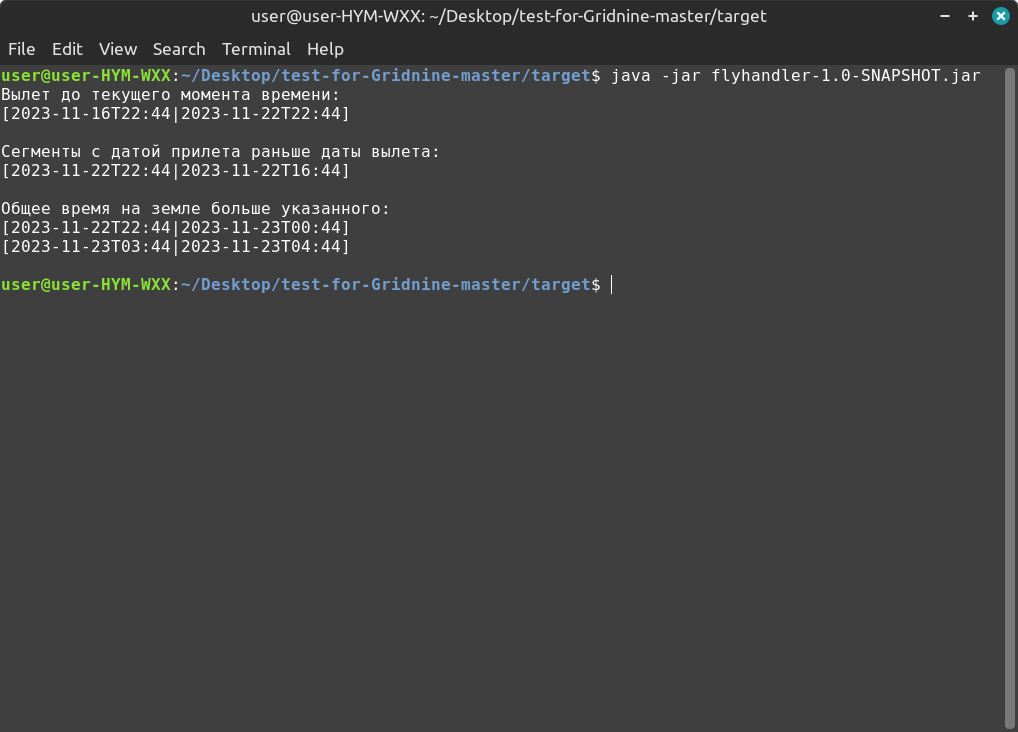 user@user-HYM-WXX: ~/Desktop/test-for-Gridnine-master/target
File Edit View Search Terminal Help
user@user-HYM-WXX:~/Desktop/test-for-Gridnine-master/target$ java -jar flyhandler-1.0-SNAPSHOT.jar
Вылет до текущего момента времени:
[2023-11-16T22:44|2023-11-22T22:44]
Сегменты с датой прилета раньше даты вылета:
[2023-11-22T22:44|2023-11-22T16:44]
Общее время на земле больше указанного:
[2023-11-22T22:44|2023-11-23T00:44]
[2023-11-23T03:44|2023-11-23T04:44]
user@user-HYM-WXX:~/Desktop/test-for-Gridnine-master/target$